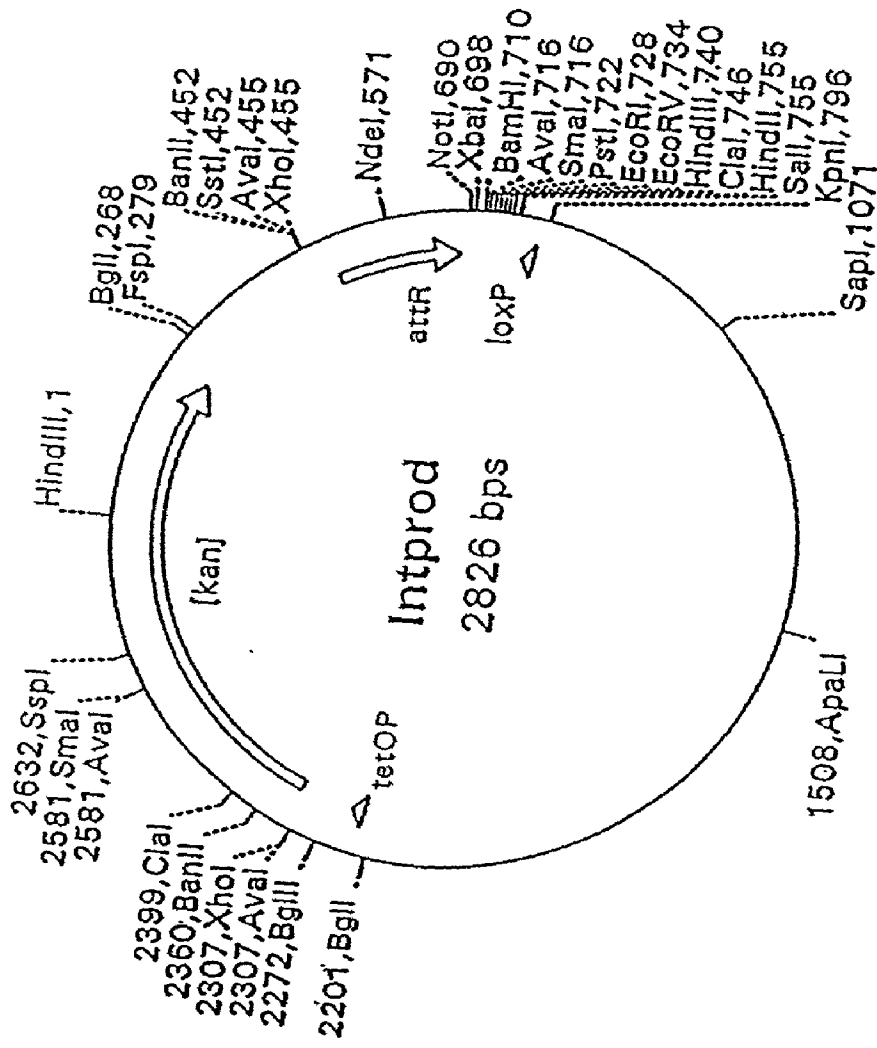 HindIII,1
BglI,268
FspI,279
BanII,452
SstI,452
AvaI,455
XhoI,455
NdeI,571
NotI,690
XbaI,698
BamHI,710
AvaI,716
SmaI,716
PstI,722
EcoRI,728
EcoRV,734
HindIII,740
ClaI,746
HindII,755
SalI,755
KpnI,796
SapI,1071
1508,ApaLI
2201,BglI
2272,BglII
2307,AvaI
2307,XhoI
2360,BanII
2399,ClaI
2581,AvaI
2581,SmaI
2632,SspI
[kan]
attR
loxP
tetOP
Intprod
2826 bps